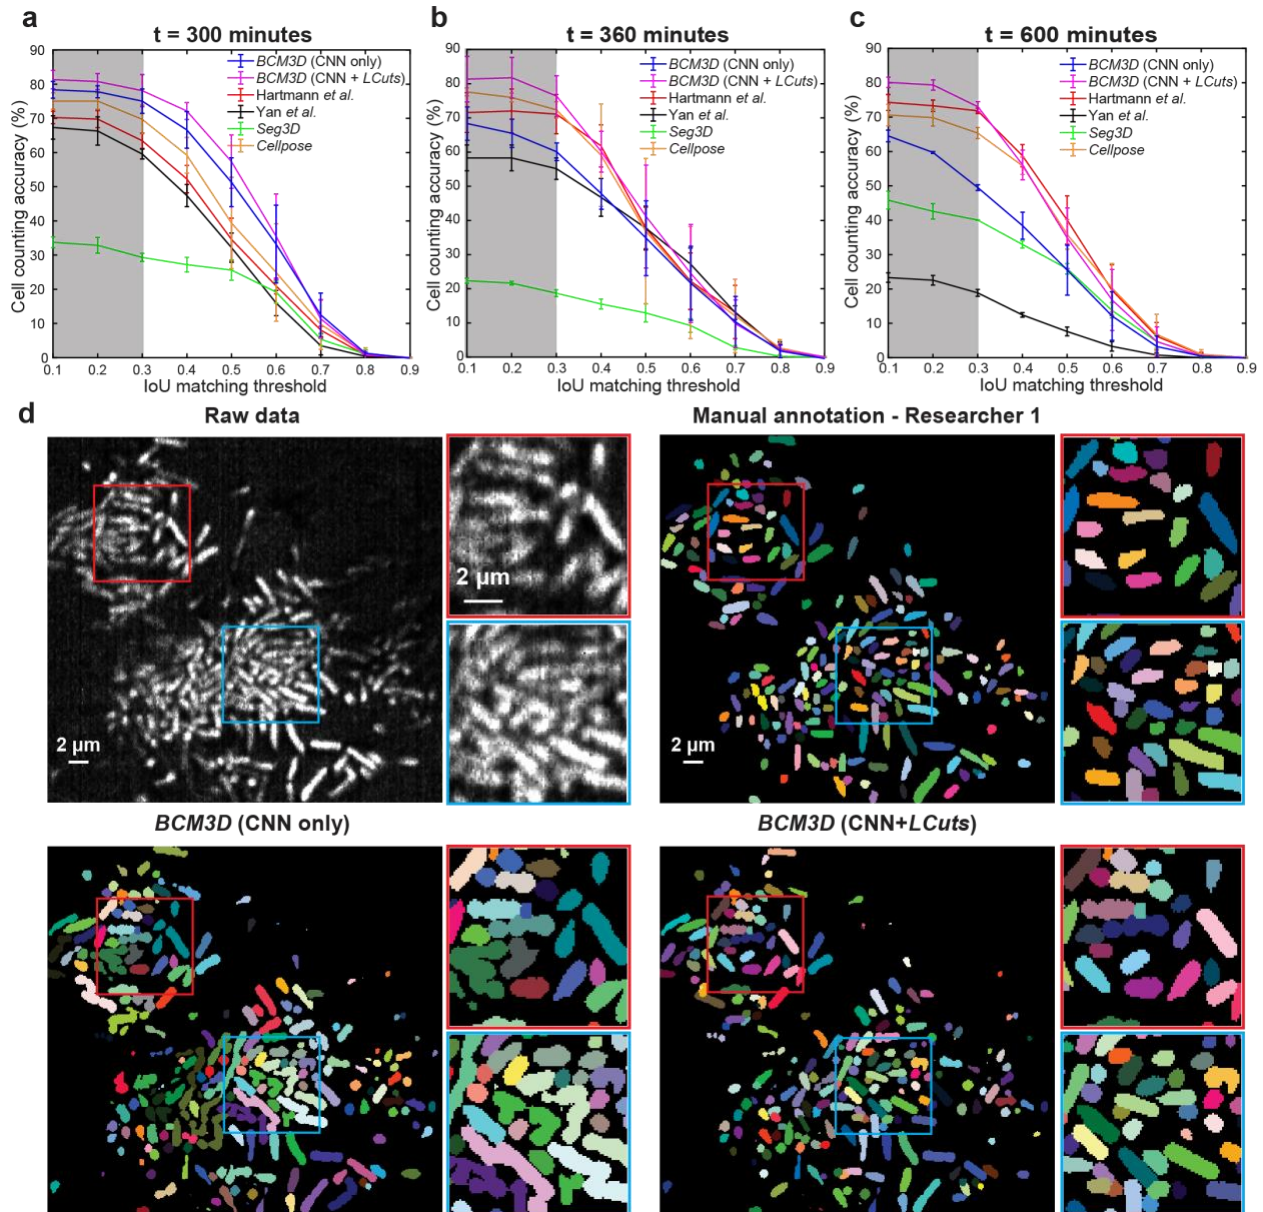 a
t = 300 minutes
Cell counting accuracy (%)
90
80
70
60
50
40
30
20
10
0
BCM3D (CNN only)
BCM3D (CNN + LCuts)
Hartmann et al.
Yan et al.
Seg3D
Cellpose
0.1 0.2 0.3 0.4 0.5 0.6 0.7 0.8 0.9
IoU matching threshold
b
t = 360 minutes
Cell counting accuracy (%)
90
80
70
60
50
40
30
20
10
0
BCM3D (CNN only)
BCM3D (CNN + LCuts)
Hartmann et al.
Yan et al.
Seg3D
Cellpose
0.1 0.2 0.3 0.4 0.5 0.6 0.7 0.8 0.9
IoU matching threshold
c
t = 600 minutes
Cell counting accuracy (%)
90
80
70
60
50
40
30
20
10
0
BCM3D (CNN only)
BCM3D (CNN + LCuts)
Hartmann et al.
Yan et al.
Seg3D
Cellpose
0.1 0.2 0.3 0.4 0.5 0.6 0.7 0.8 0.9
IoU matching threshold
d
Raw data
2 µm
2 µm
Manual annotation - Researcher 1
2 µm
BCM3D (CNN only)
BCM3D (CNN+LCuts)